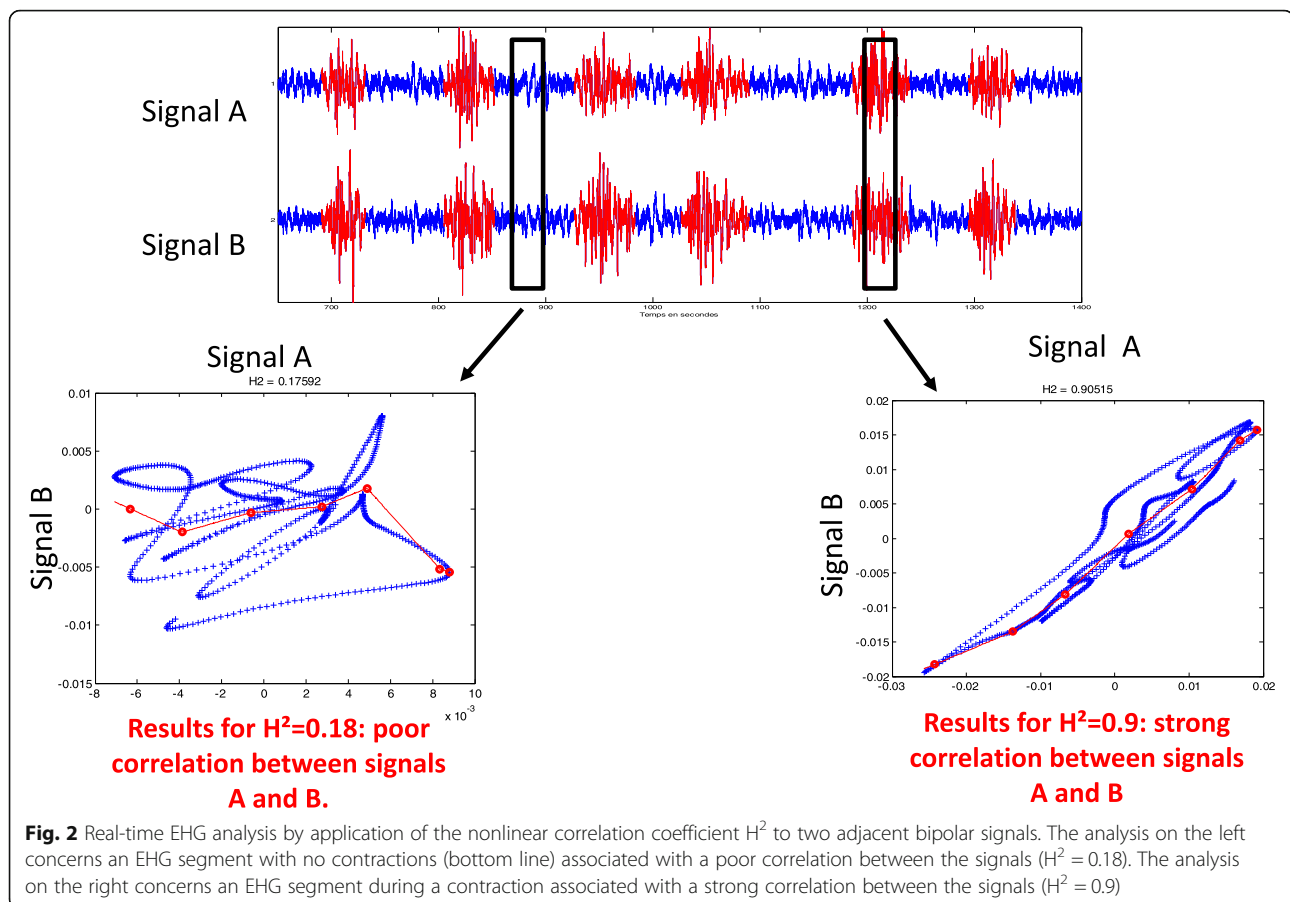 Signal A
1
Signal B
2
700 800 900 1000 1100 1200 1300 1400
Temps en secondes
Signal A
H2 = 0.17592
Signal B
0.01
0.005
0
-0.005
-0.01
-0.015
-8 -6 -4 -2 0 2 4 6 8 10
x 10⁻³
Results for H²=0.18: poor
correlation between signals
A and B.
Signal A
H2 = 0.90515
Signal B
0.02
0.015
0.01
0.005
0
-0.005
-0.01
-0.015
-0.02
-0.03 -0.02 -0.01 0 0.01 0.02
Results for H²=0.9: strong
correlation between signals
A and B
Fig. 2 Real-time EHG analysis by application of the nonlinear correlation coefficient H² to two adjacent bipolar signals. The analysis on the left
concerns an EHG segment with no contractions (bottom line) associated with a poor correlation between the signals (H² = 0.18). The analysis
on the right concerns an EHG segment during a contraction associated with a strong correlation between the signals (H² = 0.9)